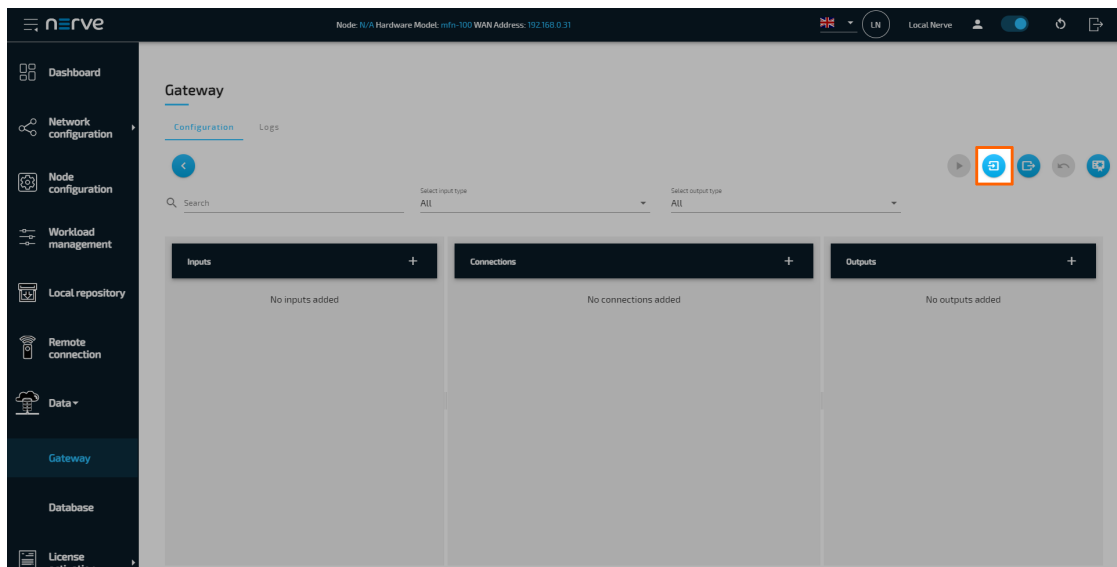 nerve
Node: N/A Hardware Model: mfn-100 WAN Address: 192.168.0.31
LN
Local Nerve
Dashboard
Gateway
Network
configuration
Configuration
Logs
Node
configuration
Search
Select input type
All
Select output type
All
Workload
management
Inputs
Connections
Outputs
Local repository
No inputs added
No connections added
No outputs added
Remote
connection
Data
Gateway
Database
License